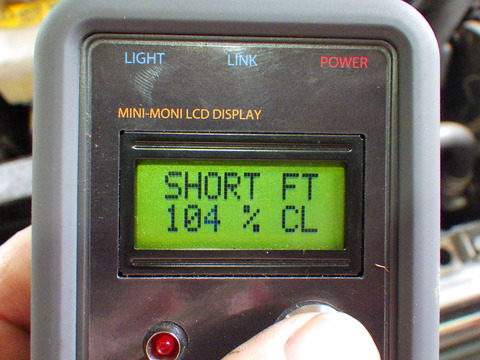 LIGHT LINK POWER
MINI-MONI LCD DISPLAY
SHORT FT
104 % CL